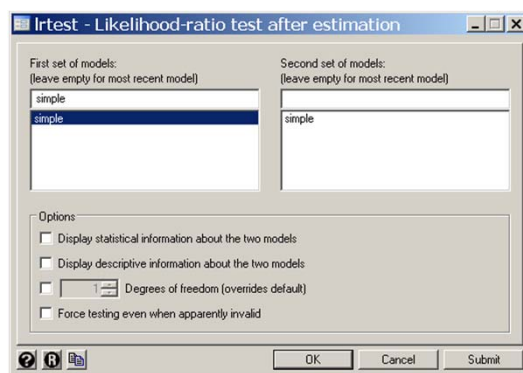 lrtest - Likelihood-ratio test after estimation
First set of models:
(leave empty for most recent model)
simple
simple
Second set of models:
(leave empty for most recent model)
simple
Options
Display statistical information about the two models
Display descriptive information about the two models
1 Degrees of freedom (overrides default)
Force testing even when apparently invalid
? R
OK Cancel Submit